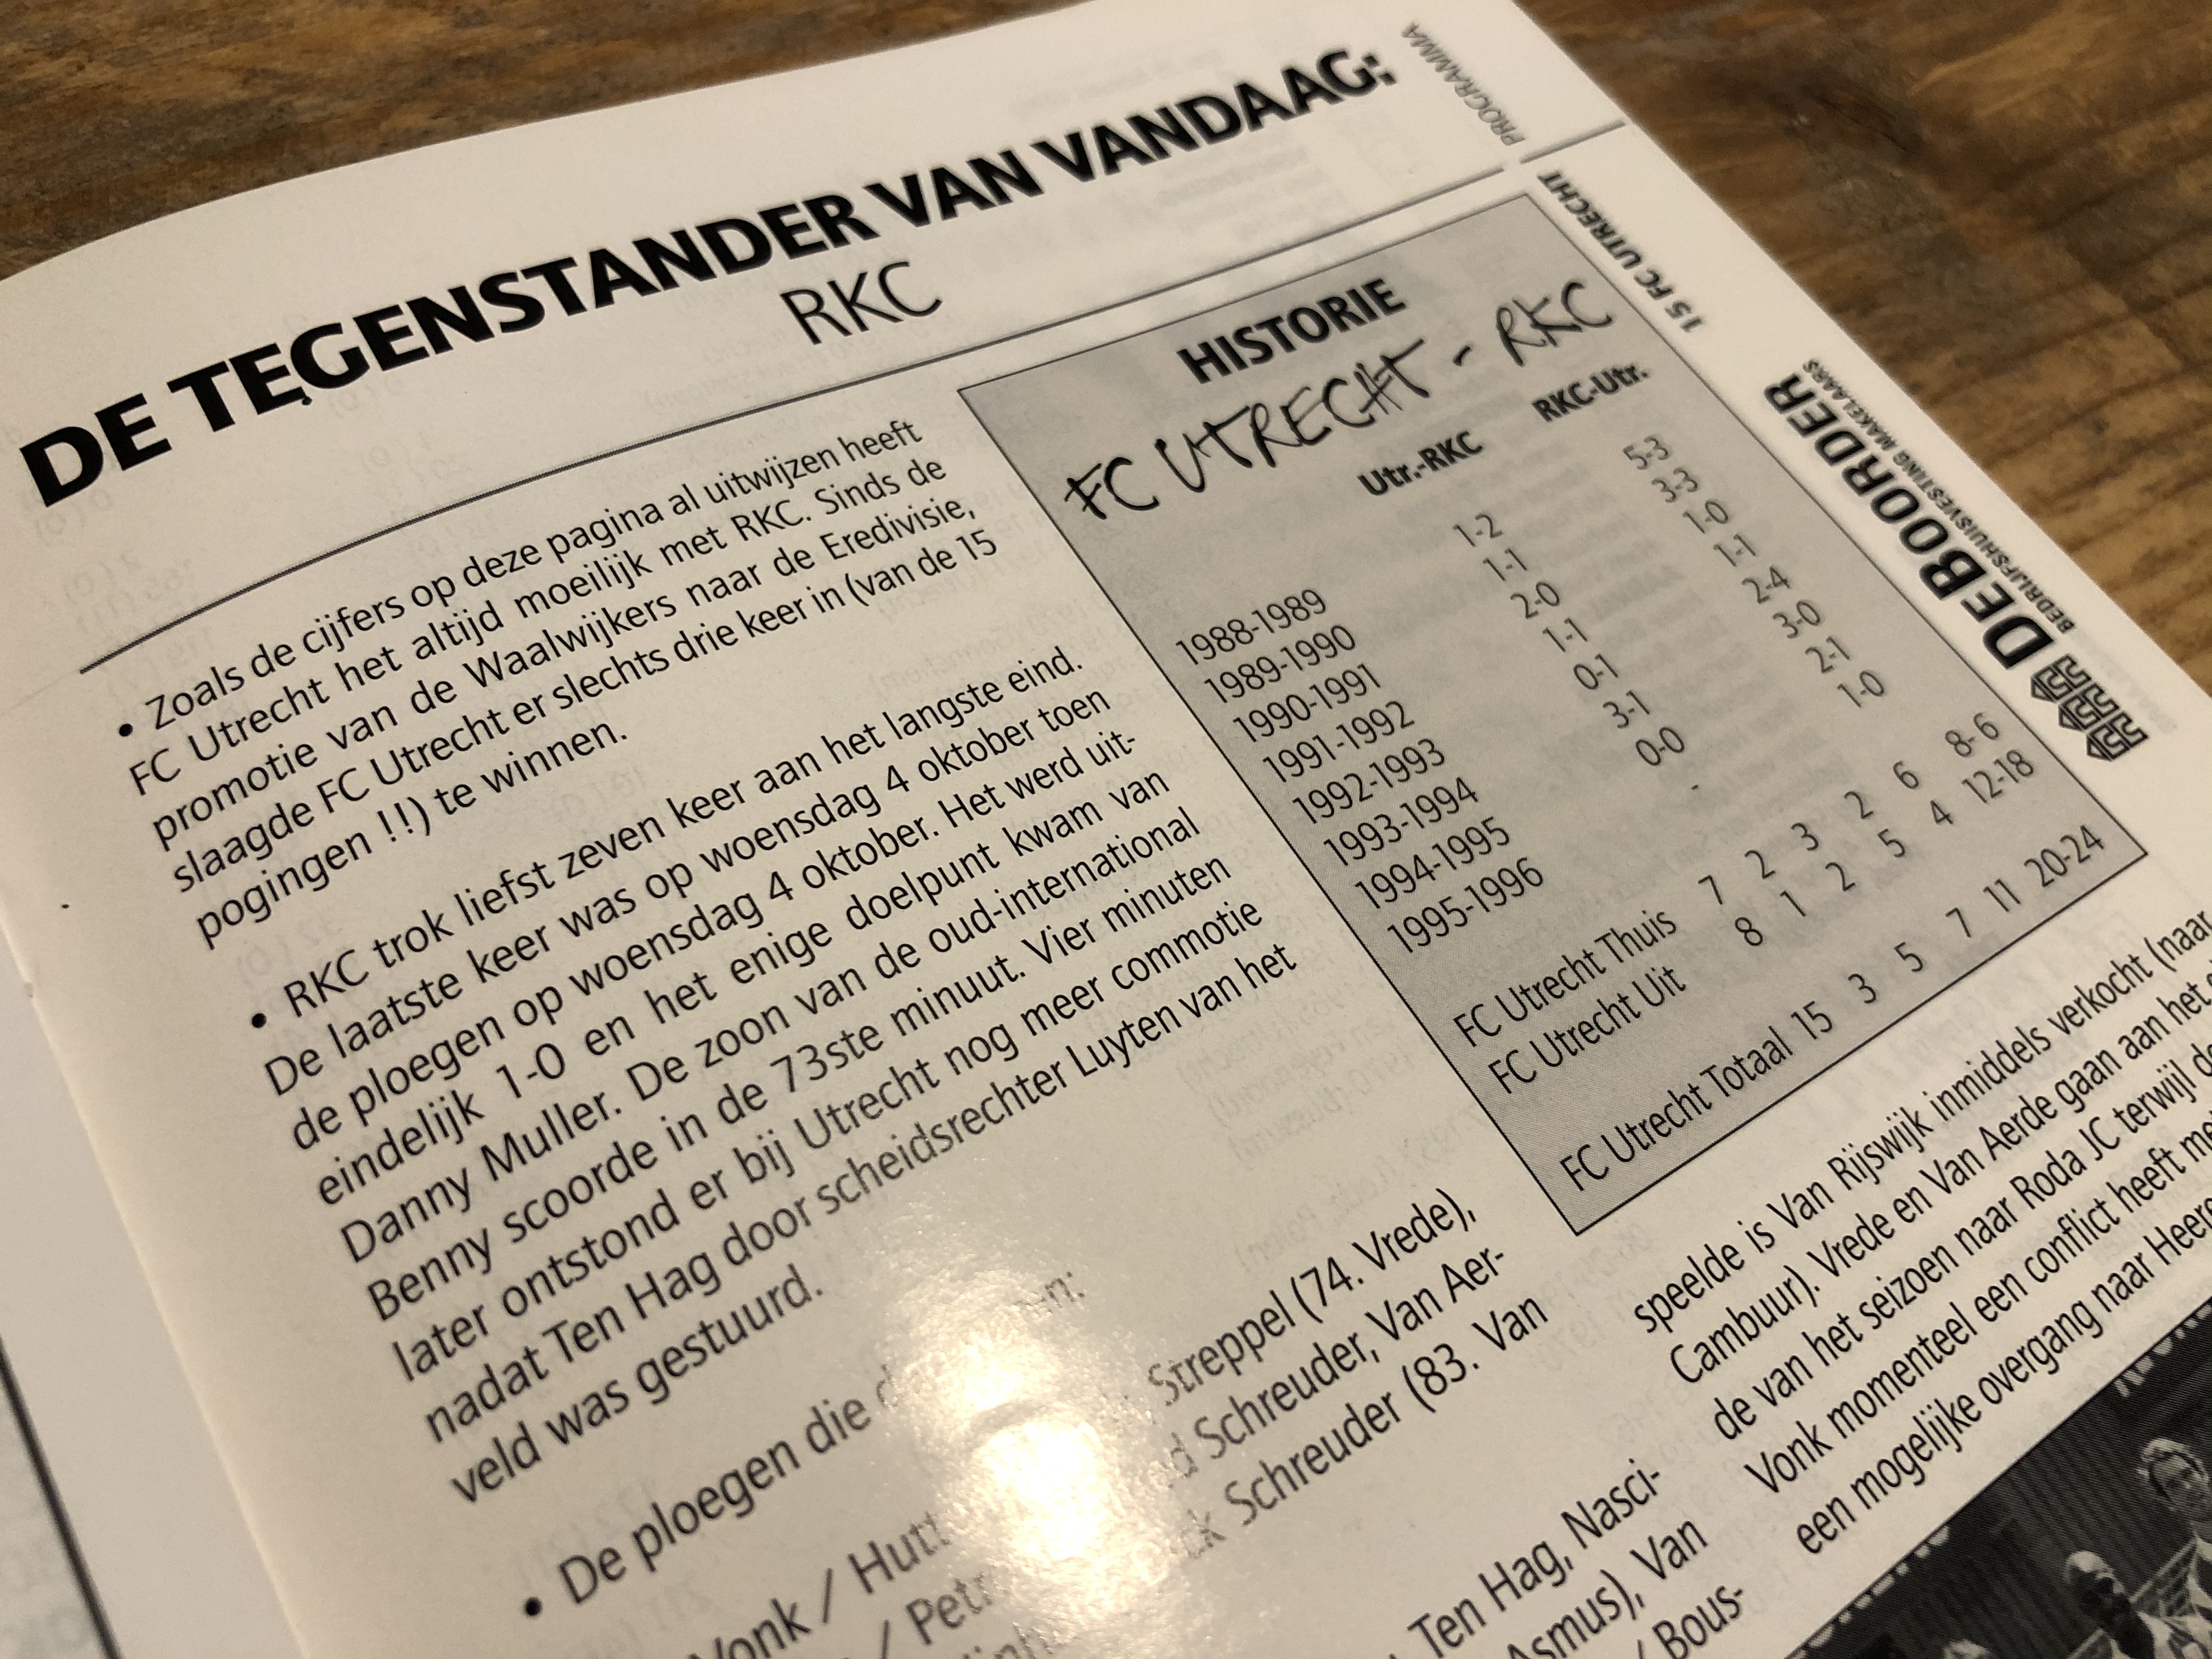 DE TEGENSTANDER VAN VANDAAG:
RKC
PROGRAMMA
15 FC UTRECHT
DE BOORDER
BEDRIJFSHUISVESTING MAKELAARS
• Zoals de cijfers op deze pagina al uitwijzen heeft
FC Utrecht het altijd moeilijk met RKC. Sinds de
promotie van de Waalwijkers naar de Eredivisie,
slaagde FC Utrecht er slechts drie keer in (van de 15
pogingen !!) te winnen.
• RKC trok liefst zeven keer aan het langste eind.
De laatste keer was op woensdag 4 oktober toen
de ploegen op woensdag 4 oktober. Het werd uit-
eindelijk 1-0 en het enige doelpunt kwam van
Danny Muller. De zoon van de oud-international
Benny scoorde in de 73ste minuut. Vier minuten
later ontstond er bij Utrecht nog meer commotie
nadat Ten Hag door scheidsrechter Luyten van het
veld was gestuurd.
• De ploegen die
Streppel (74. Vrede),
Vonk / Schreuder, Van Aer-
/ Schreuder (83. Van
Ten Hag, Nasci-
Asmus), Van
/ Bous-
HISTORIE
FC UTRECHT - RKC
Utr.-RKC RKC-Utr.
1988-1989 1-2 5-3
1989-1990 1-1 3-3
1990-1991 2-0 1-0
1991-1992 1-1 1-1
1992-1993 0-1 2-4
1993-1994 3-1 3-0
1994-1995 0-0 2-1
1995-1996 - 1-0
FC Utrecht Thuis 7 2 3 2 6 8-6
FC Utrecht Uit 8 1 2 5 4 12-18
FC Utrecht Totaal 15 3 5 7 11 20-24
speelde is Van Rijswijk inmiddels verkocht (naar
Cambuur). Vrede en Van Aerde gaan aan het
de van het seizoen naar Roda JC terwijl
Vonk momenteel een conflict heeft
een mogelijke overgang naar